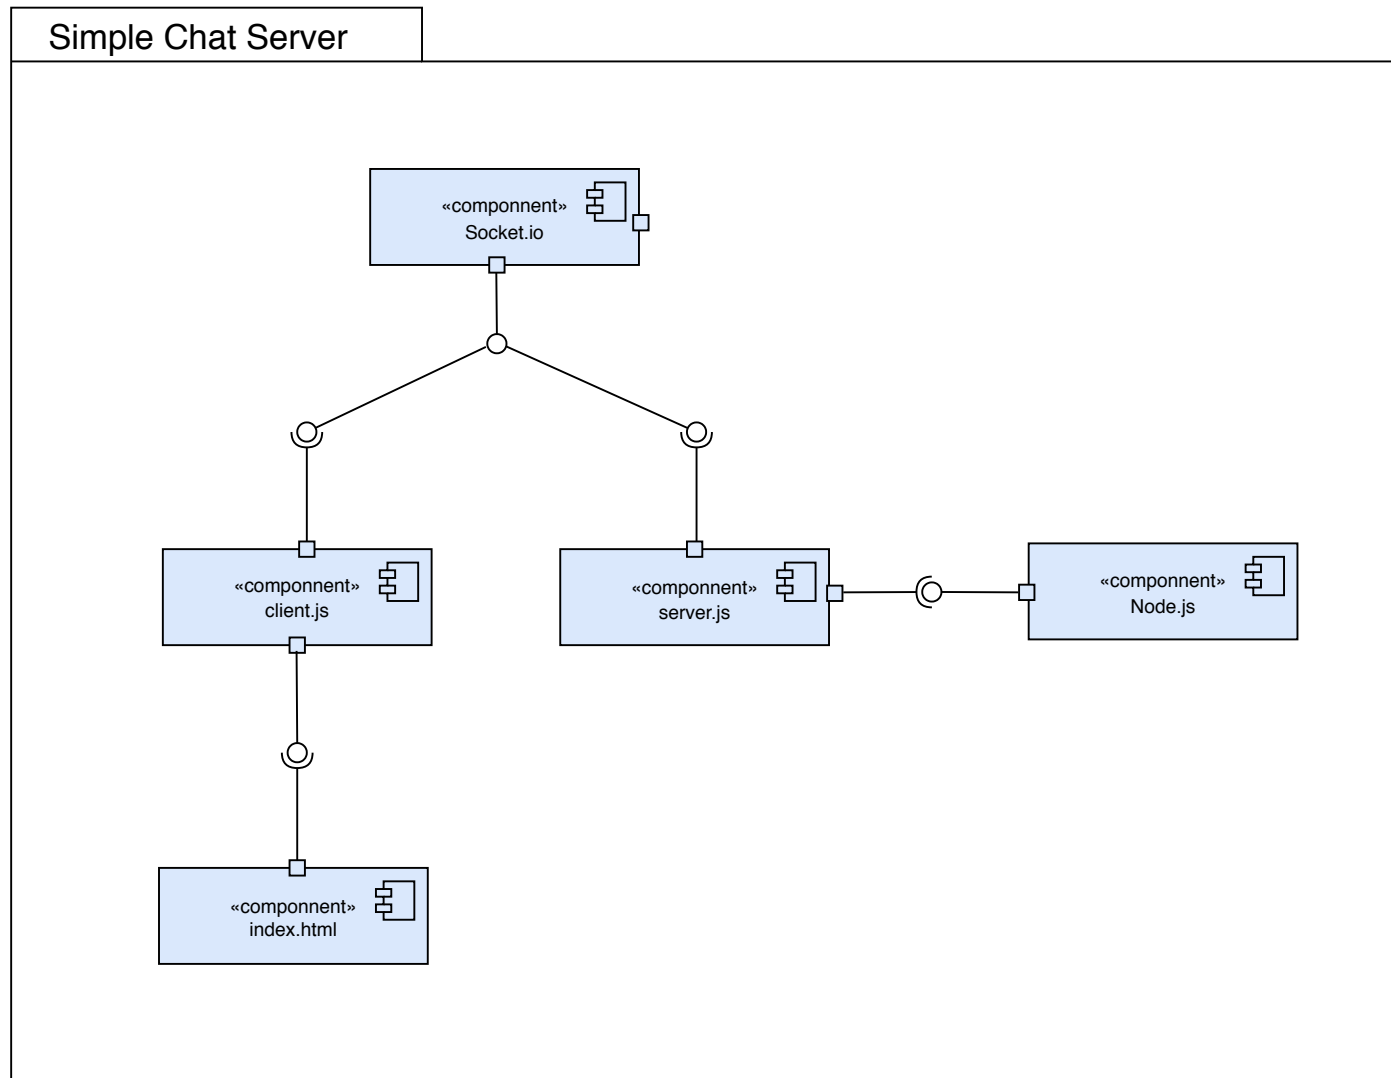 Simple Chat Server
«componnent»
Socket.io
«componnent»
client.js
«componnent»
server.js
«componnent»
Node.js
«componnent»
index.html